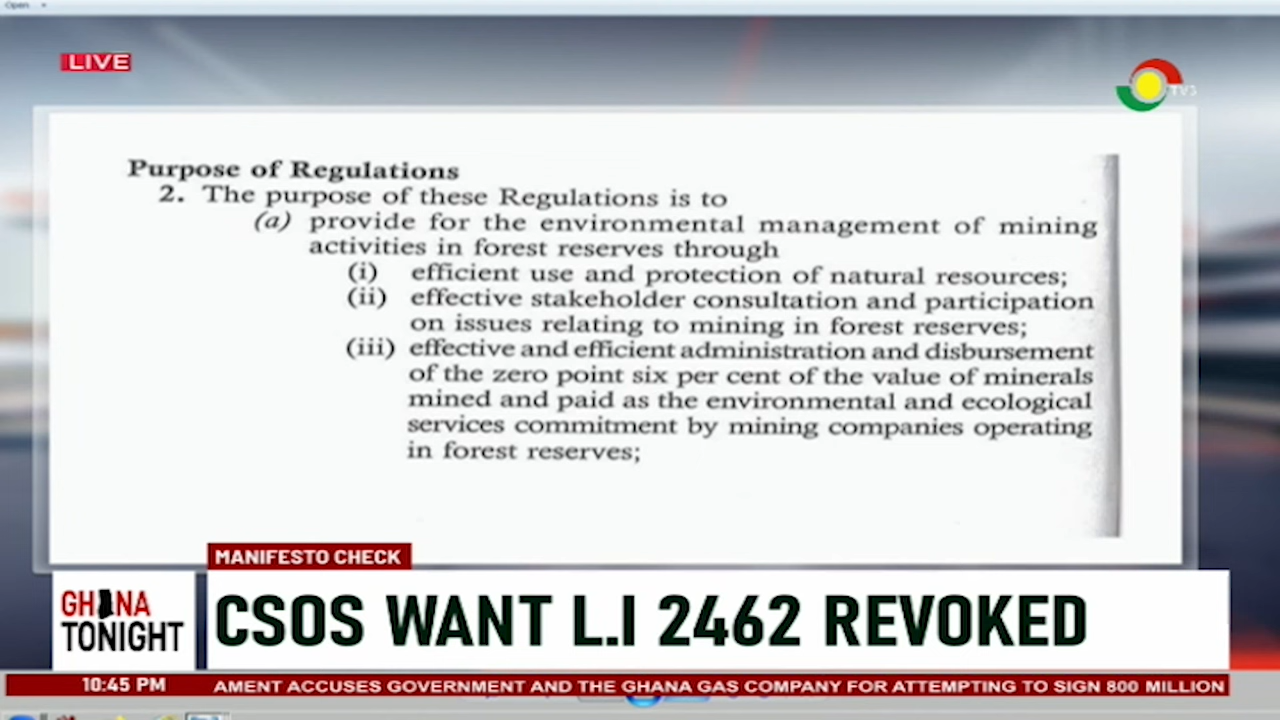 Open
LIVE
TV3
Purpose of Regulations
2. The purpose of these Regulations is to
(a) provide for the environmental management of mining
activities in forest reserves through
(i) efficient use and protection of natural resources;
(ii) effective stakeholder consultation and participation
on issues relating to mining in forest reserves;
(iii) effective and efficient administration and disbursement
of the zero point six per cent of the value of minerals
mined and paid as the environmental and ecological
services commitment by mining companies operating
in forest reserves;
MANIFESTO CHECK
GHANA
TONIGHT
CSOS WANT L.I 2462 REVOKED
10:45 PM
AMENT ACCUSES GOVERNMENT AND THE GHANA GAS COMPANY FOR ATTEMPTING TO SIGN 800 MILLION